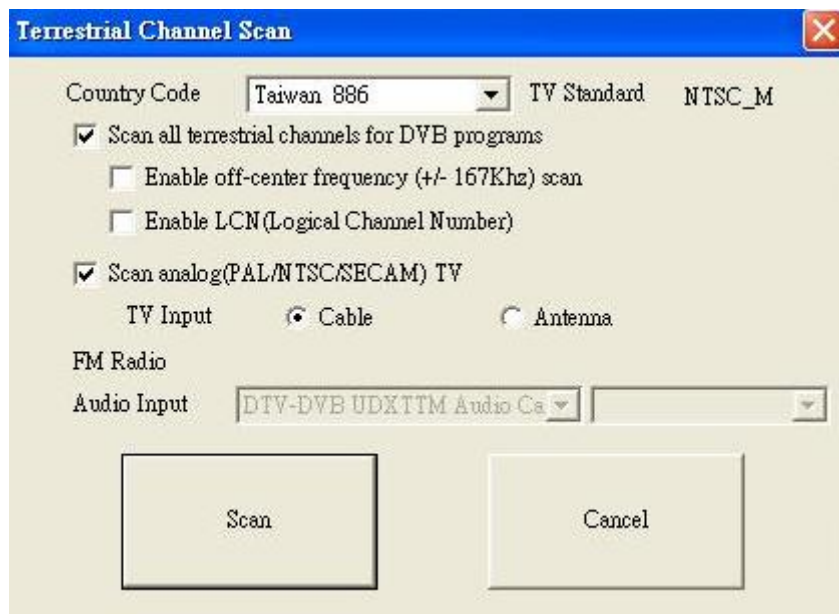 Terrestrial Channel Scan
Country Code Taiwan 886 TV Standard NTSC_M
Scan all terrestrial channels for DVB programs
Enable off-center frequency (+/- 167Khz) scan
Enable LCN(Logical Channel Number)
Scan analog(PAL/NTSC/SECAM) TV
TV Input Cable Antenna
FM Radio
Audio Input DTV-DVB UDXTTM Audio Ca
Scan Cancel